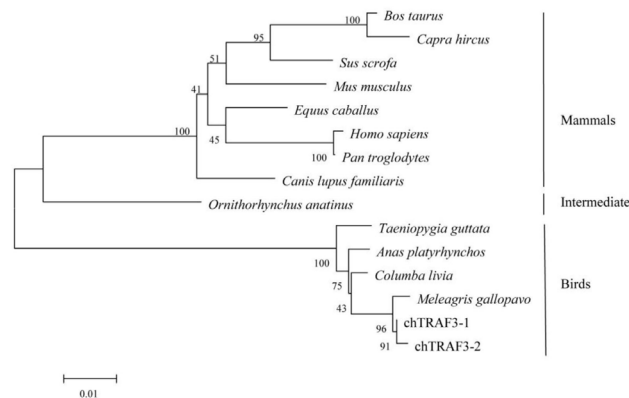 100
Bos taurus
Capra hircus
95
51
Sus scrofa
Mus musculus
41
Equus caballus
Mammals
100
45
Homo sapiens
100
Pan troglodytes
Canis lupus familiaris
Ornithorhynchus anatinus
Intermediate
Taeniopygia guttata
100
Anas platyrhynchos
Columba livia
Birds
75
43
Meleagris gallopavo
96
chTRAF3-1
91
chTRAF3-2
0.01